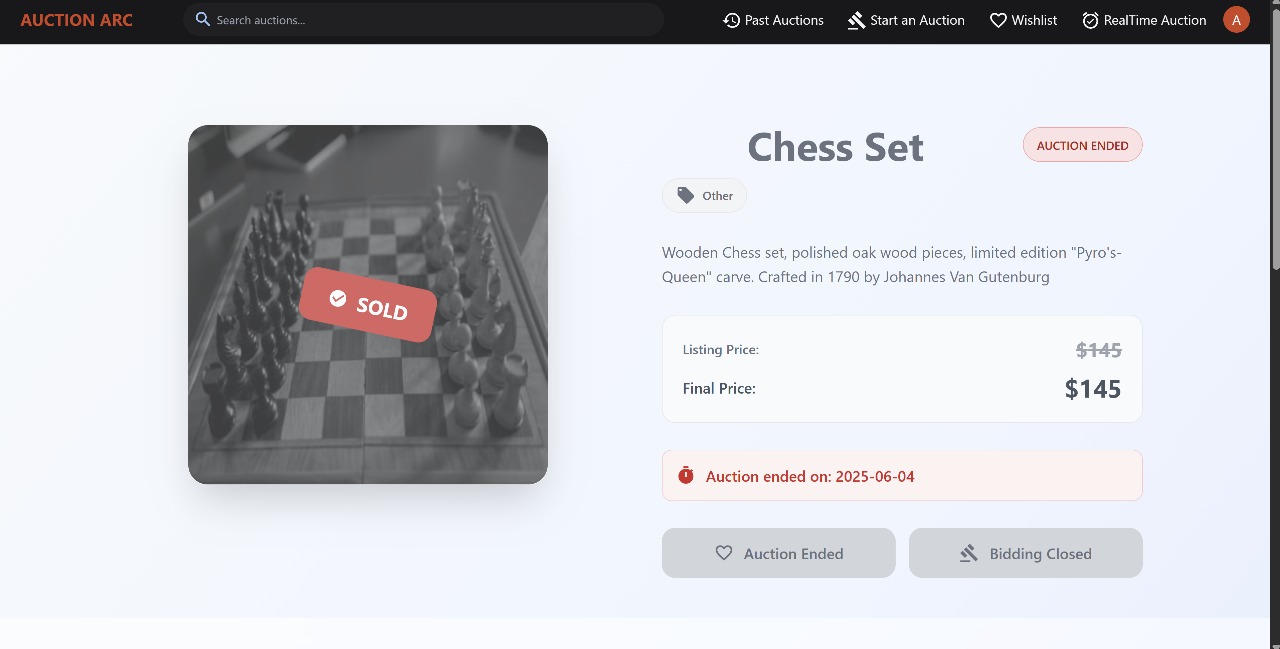 AUCTION ARC
Search auctions...
Past Auctions
Start an Auction
Wishlist
RealTime Auction
A
SOLD
Chess Set
AUCTION ENDED
Other
Wooden Chess set, polished oak wood pieces, limited edition "Pyro's-
Queen" carve. Crafted in 1790 by Johannes Van Gutenburg
Listing Price:
$145
Final Price:
$145
Auction ended on: 2025-06-04
Auction Ended
Bidding Closed